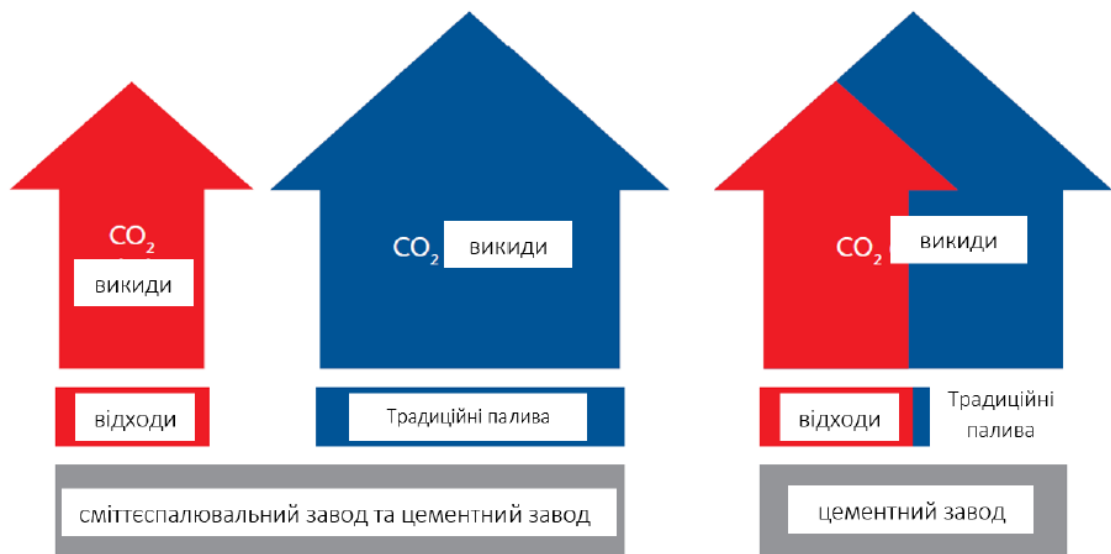 CO₂
викиди
CO₂ викиди
CO₂ викиди
відходи
Традиційні палива
відходи
Традиційні
палива
сміттєспалювальний завод та цементний завод
цементний завод